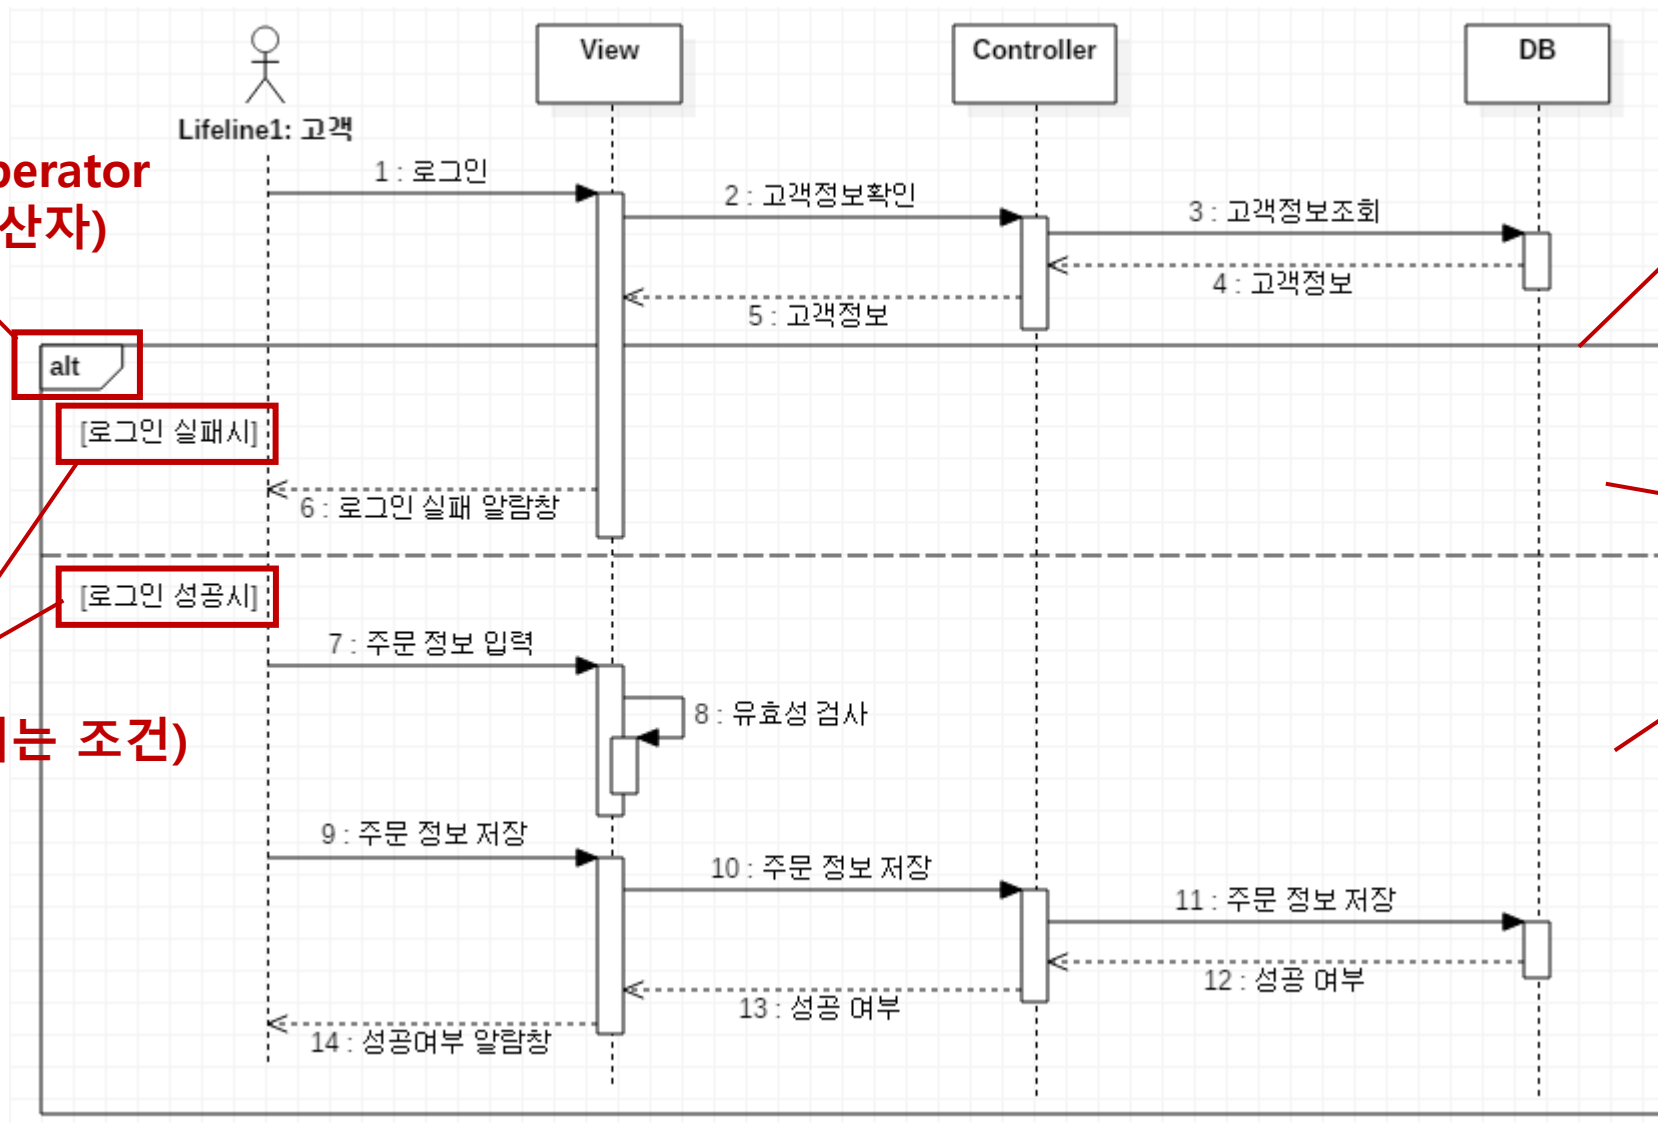 View
Controller
DB
Lifeline1: 고객
perator
산자)
1 : 로그인
2 : 고객정보확인
3 : 고객정보조회
4 : 고객정보
5 : 고객정보
alt
[로그인 실패시]
6 : 로그인 실패 알람창
[로그인 성공시]
7 : 주문 정보 입력
8 : 유효성 검사
는 조건)
9 : 주문 정보 저장
10 : 주문 정보 저장
11 : 주문 정보 저장
12 : 성공 여부
13 : 성공 여부
14 : 성공여부 알람창